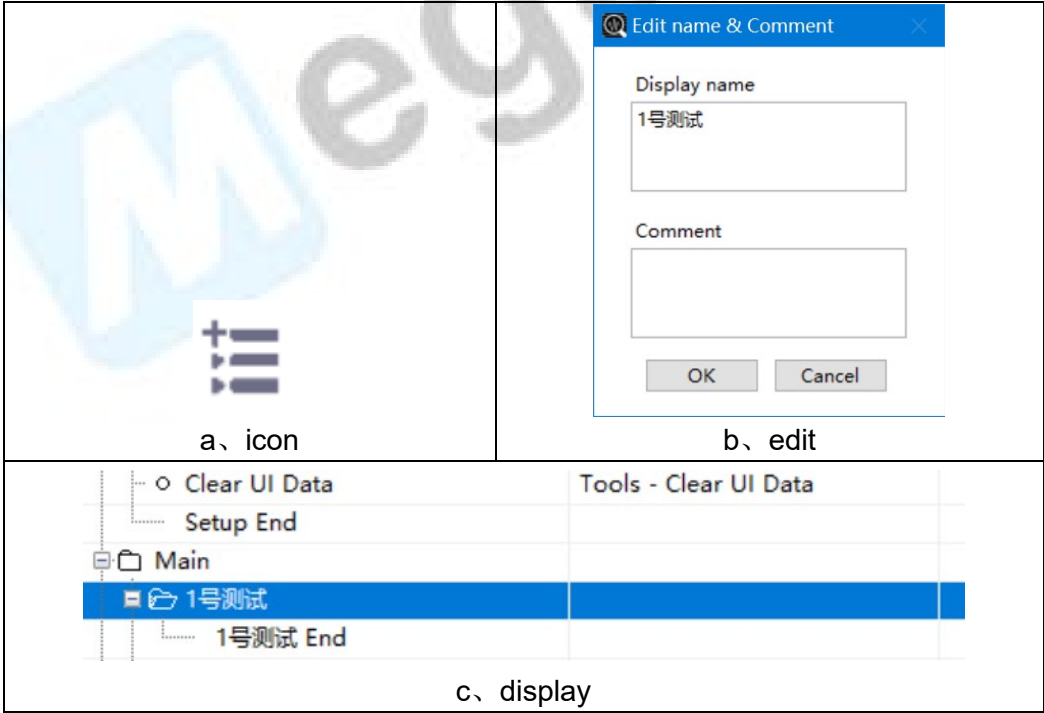 Meg
Edit name & Comment
Display name
1号测试
Comment
OK Cancel
a、icon
b、edit
Clear UI Data Tools - Clear UI Data
Setup End
Main
1号测试
1号测试 End
c、display